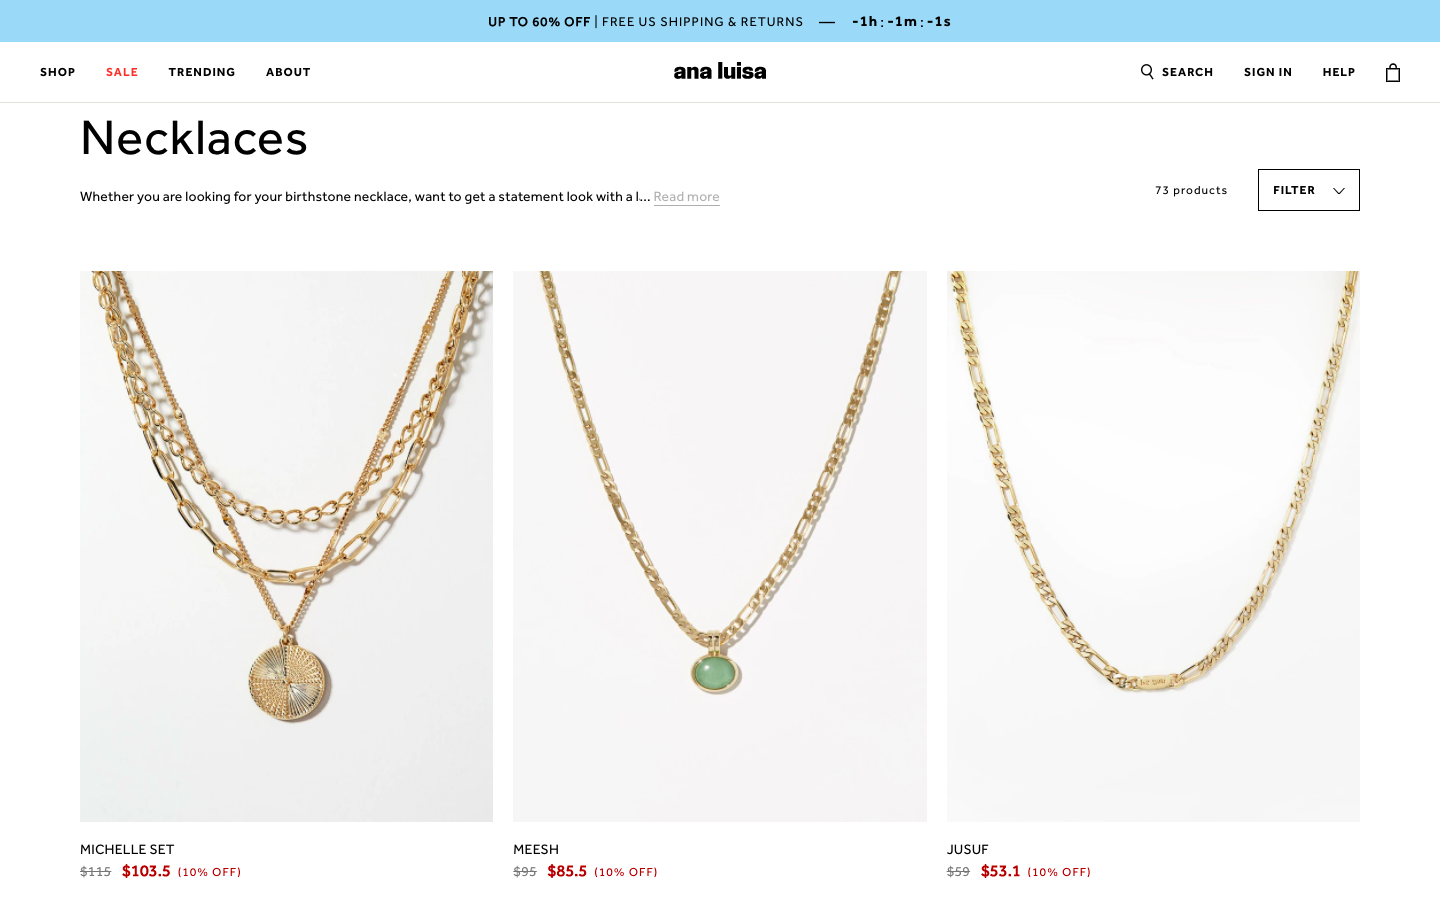 UP TO 60% OFF | FREE US SHIPPING & RETURNS — -1h : -1m : -1s
SHOP SALE TRENDING ABOUT ana luisa SEARCH SIGN IN HELP
Necklaces
Whether you are looking for your birthstone necklace, want to get a statement look with a l... Read more
73 products FILTER
MICHELLE SET
$115 $103.5 (10% OFF)
MEESH
$95 $85.5 (10% OFF)
JUSUF
$59 $53.1 (10% OFF)